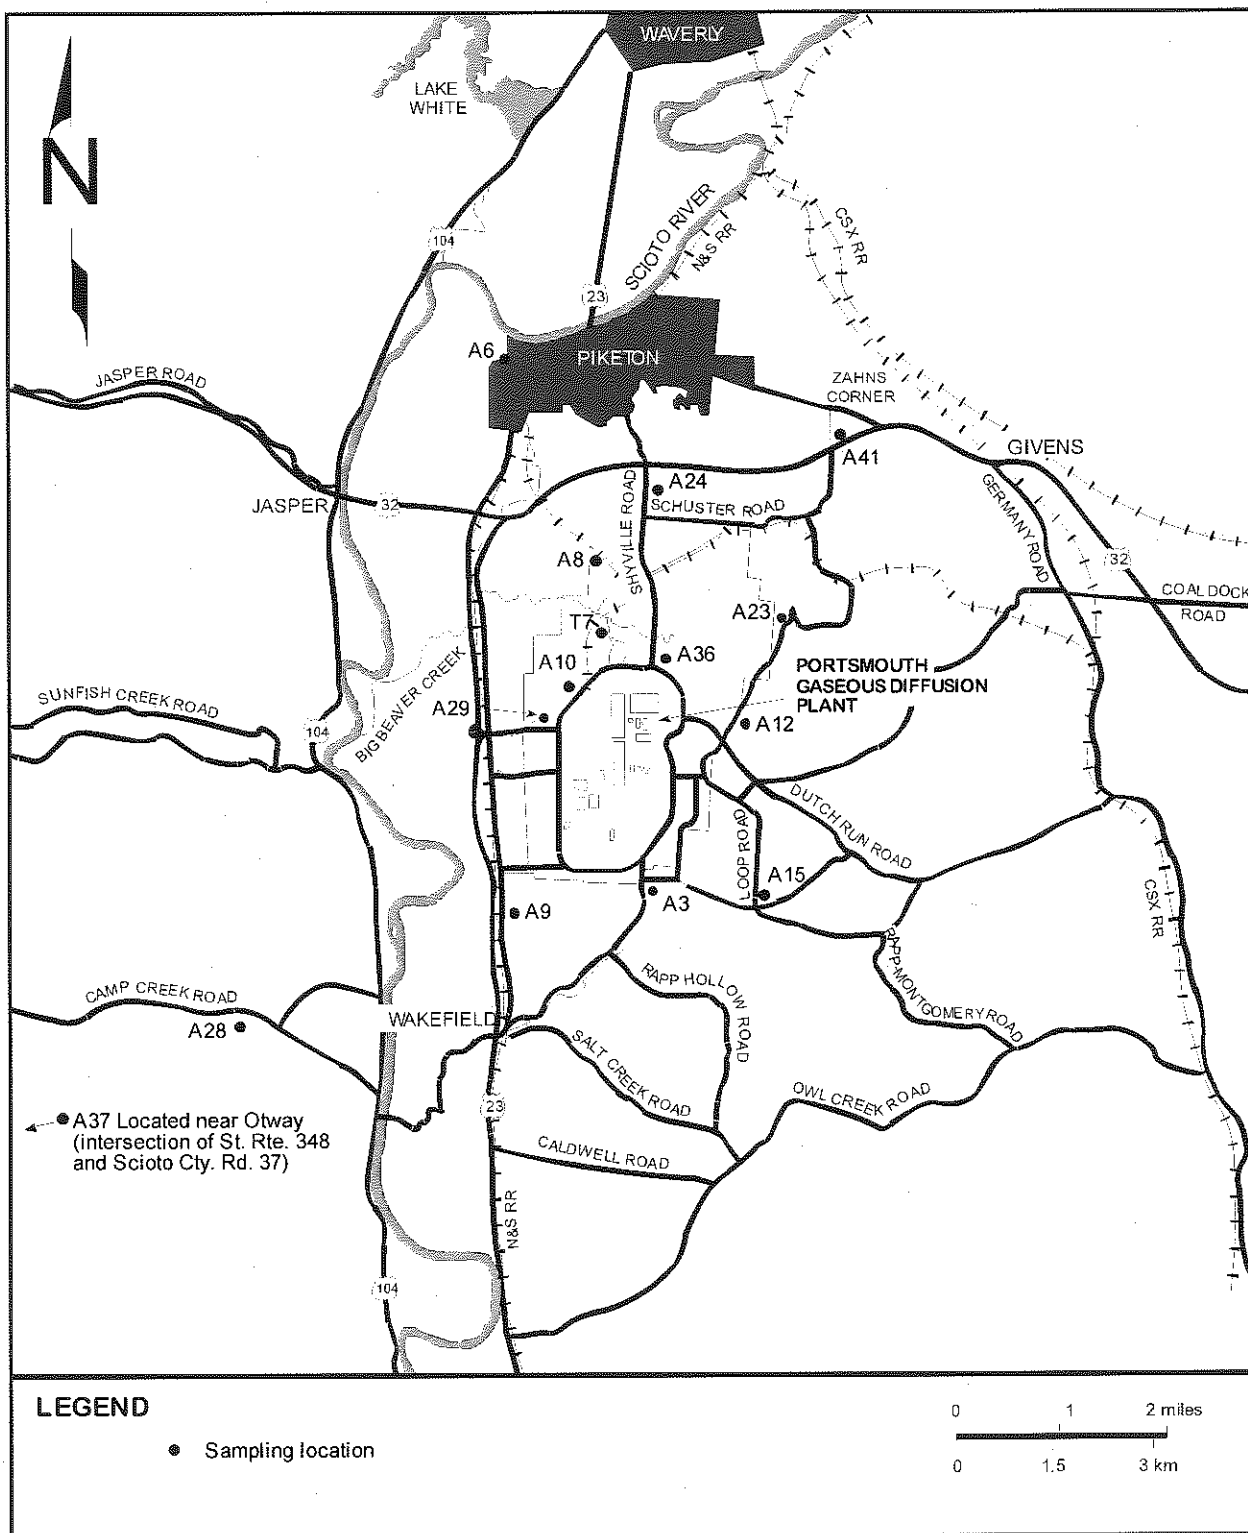 WAVERLY
LAKE
WHITE
N
SCIOTO RIVER
N&S RR
CSX RR
104
23
A6
PIKETON
JASPER ROAD
ZAHNS
CORNER
A41
GIVENS
A24
SCHUSTER ROAD
JASPER
32
SHYVILLE ROAD
GERMANY ROAD
A8
32
COAL DOCK
ROAD
A23
T7
A10
A36
PORTSMOUTH
GASEOUS DIFFUSION
PLANT
SUNFISH CREEK ROAD
A29
BIG BEAVER CREEK
104
A12
DUTCH RUN ROAD
LOOP ROAD
A15
A3
A9
CSX RR
RAPP HOLLOW ROAD
RAPP-MONTGOMERY ROAD
CAMP CREEK ROAD
A28
WAKEFIELD
SALT CREEK ROAD
OWL CREEK ROAD
23
A37 Located near Otway
(intersection of St. Rte. 348
and Scioto Cty. Rd. 37)
CALDWELL ROAD
N&S RR
104
LEGEND
Sampling location
0 1 2 miles
0 1.5 3 km